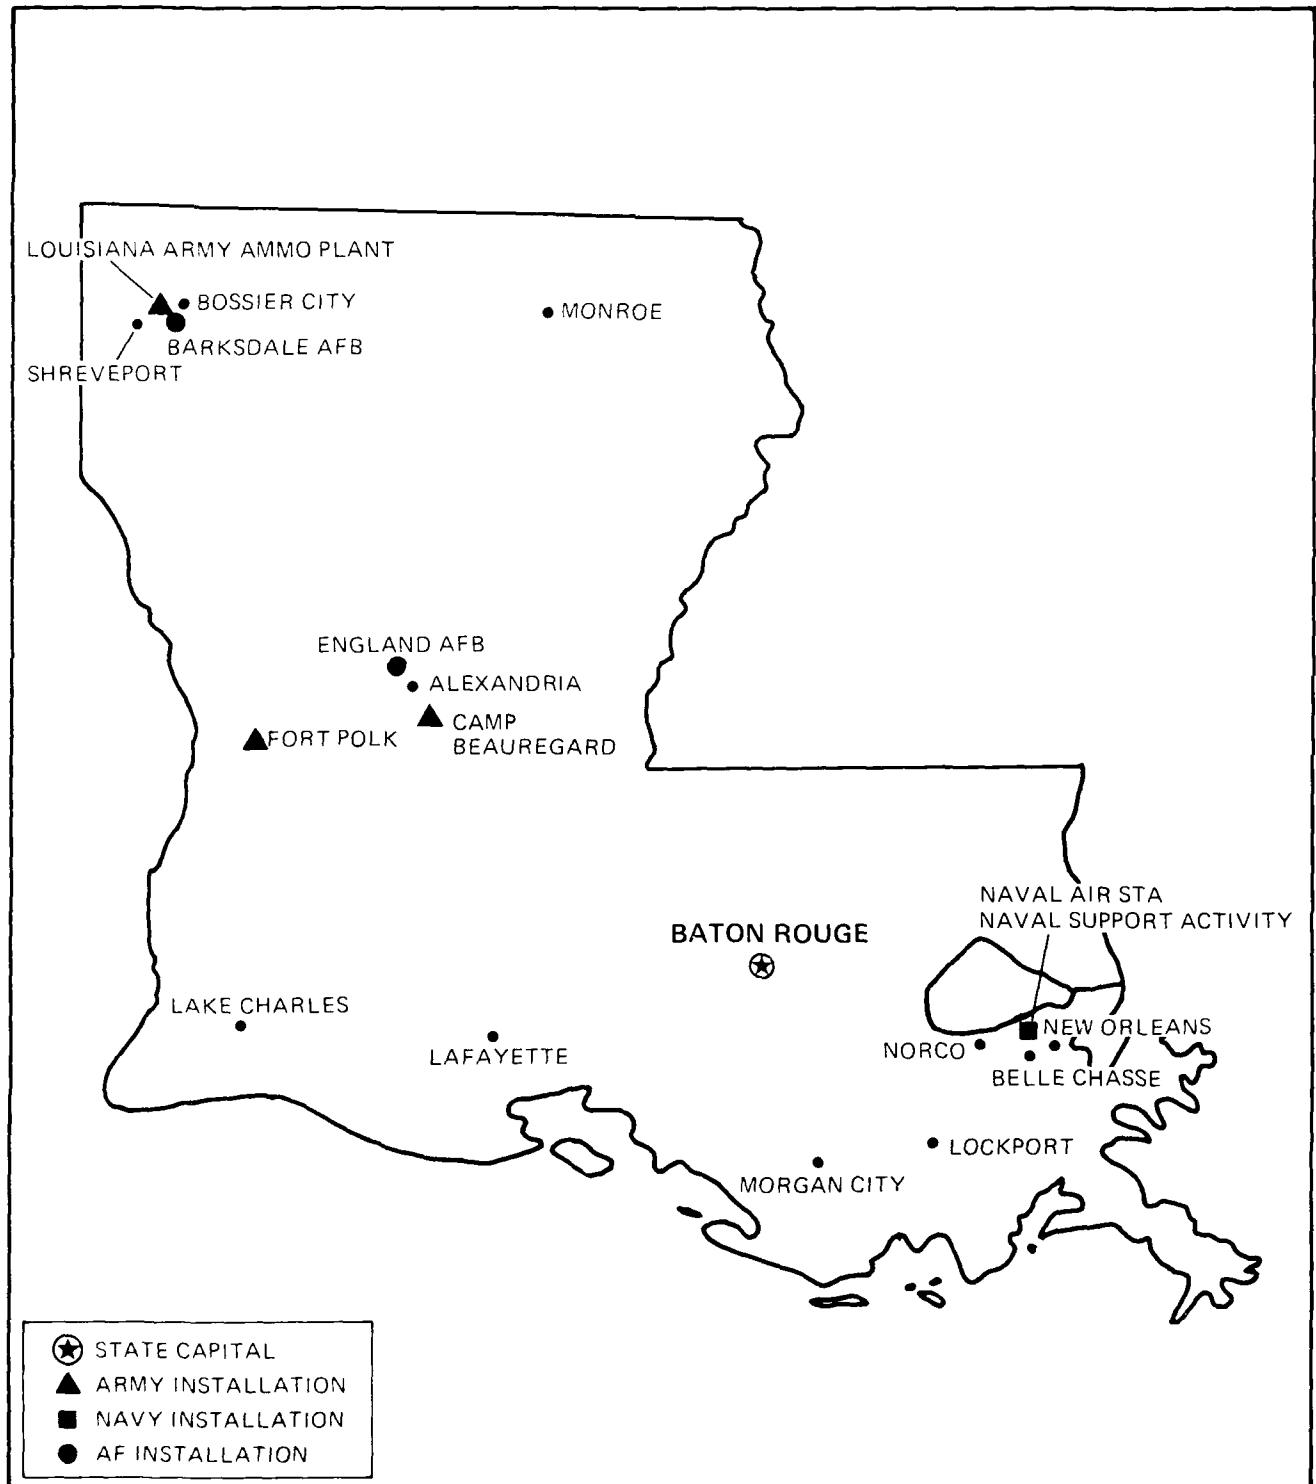 LOUISIANA ARMY AMMO PLANT
BOSSIER CITY
MONROE
BARKSDALE AFB
SHREVEPORT
ENGLAND AFB
ALEXANDRIA
CAMP
BEAUREGARD
FORT POLK
NAVAL AIR STA
NAVAL SUPPORT ACTIVITY
BATON ROUGE
LAKE CHARLES
LAFAYETTE
NEW ORLEANS
NORCO
BELLE CHASSE
LOCKPORT
MORGAN CITY
STATE CAPITAL
ARMY INSTALLATION
NAVY INSTALLATION
AF INSTALLATION